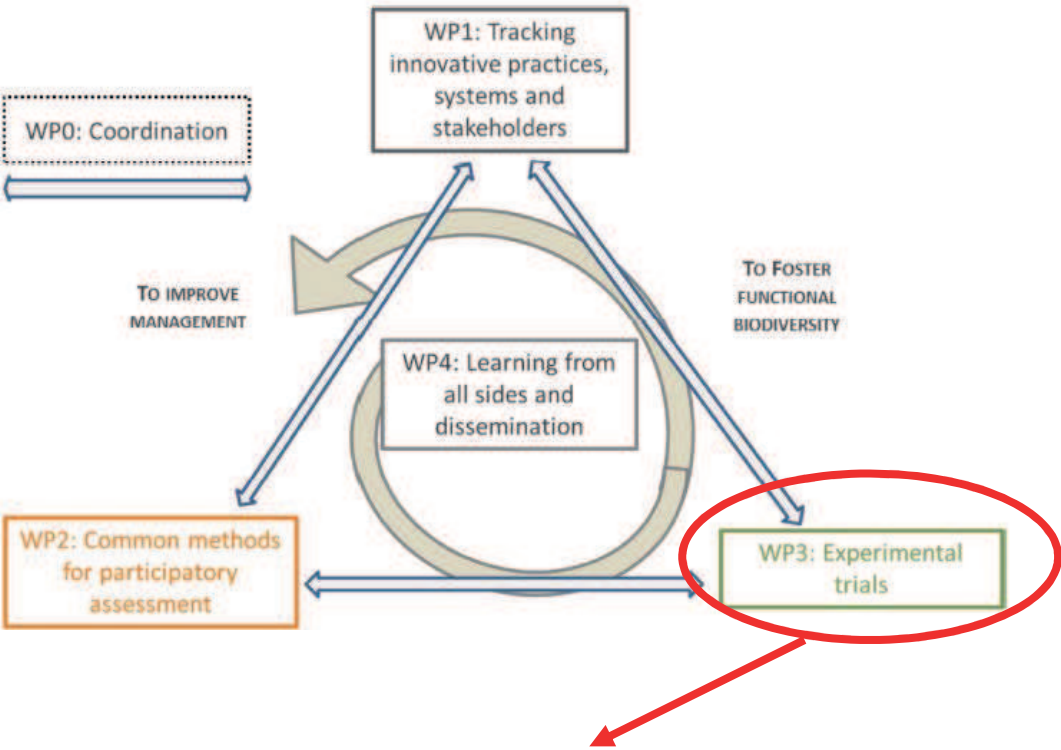 WP1: Tracking
innovative practices,
systems and
stakeholders
WP0: Coordination
TO IMPROVE
MANAGEMENT
TO FOSTER
FUNCTIONAL
BIODIVERSITY
WP4: Learning from
all sides and
dissemination
WP2: Common methods
for participatory
assessment
WP3: Experimental
trials